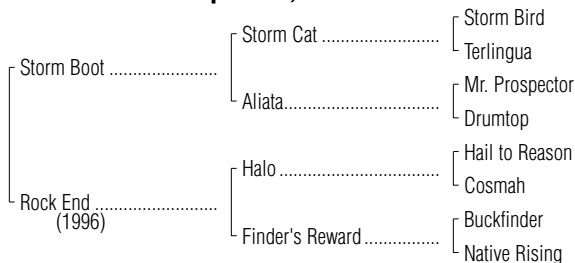 Storm Bird
Storm Cat ........................
Terlingua
Storm Boot ......................
Mr. Prospector
Aliata................................
Drumtop
Hail to Reason
Halo .................................
Cosmah
Rock End .........................
(1996)
Buckfinder
Finder's Reward ...............
Native Rising